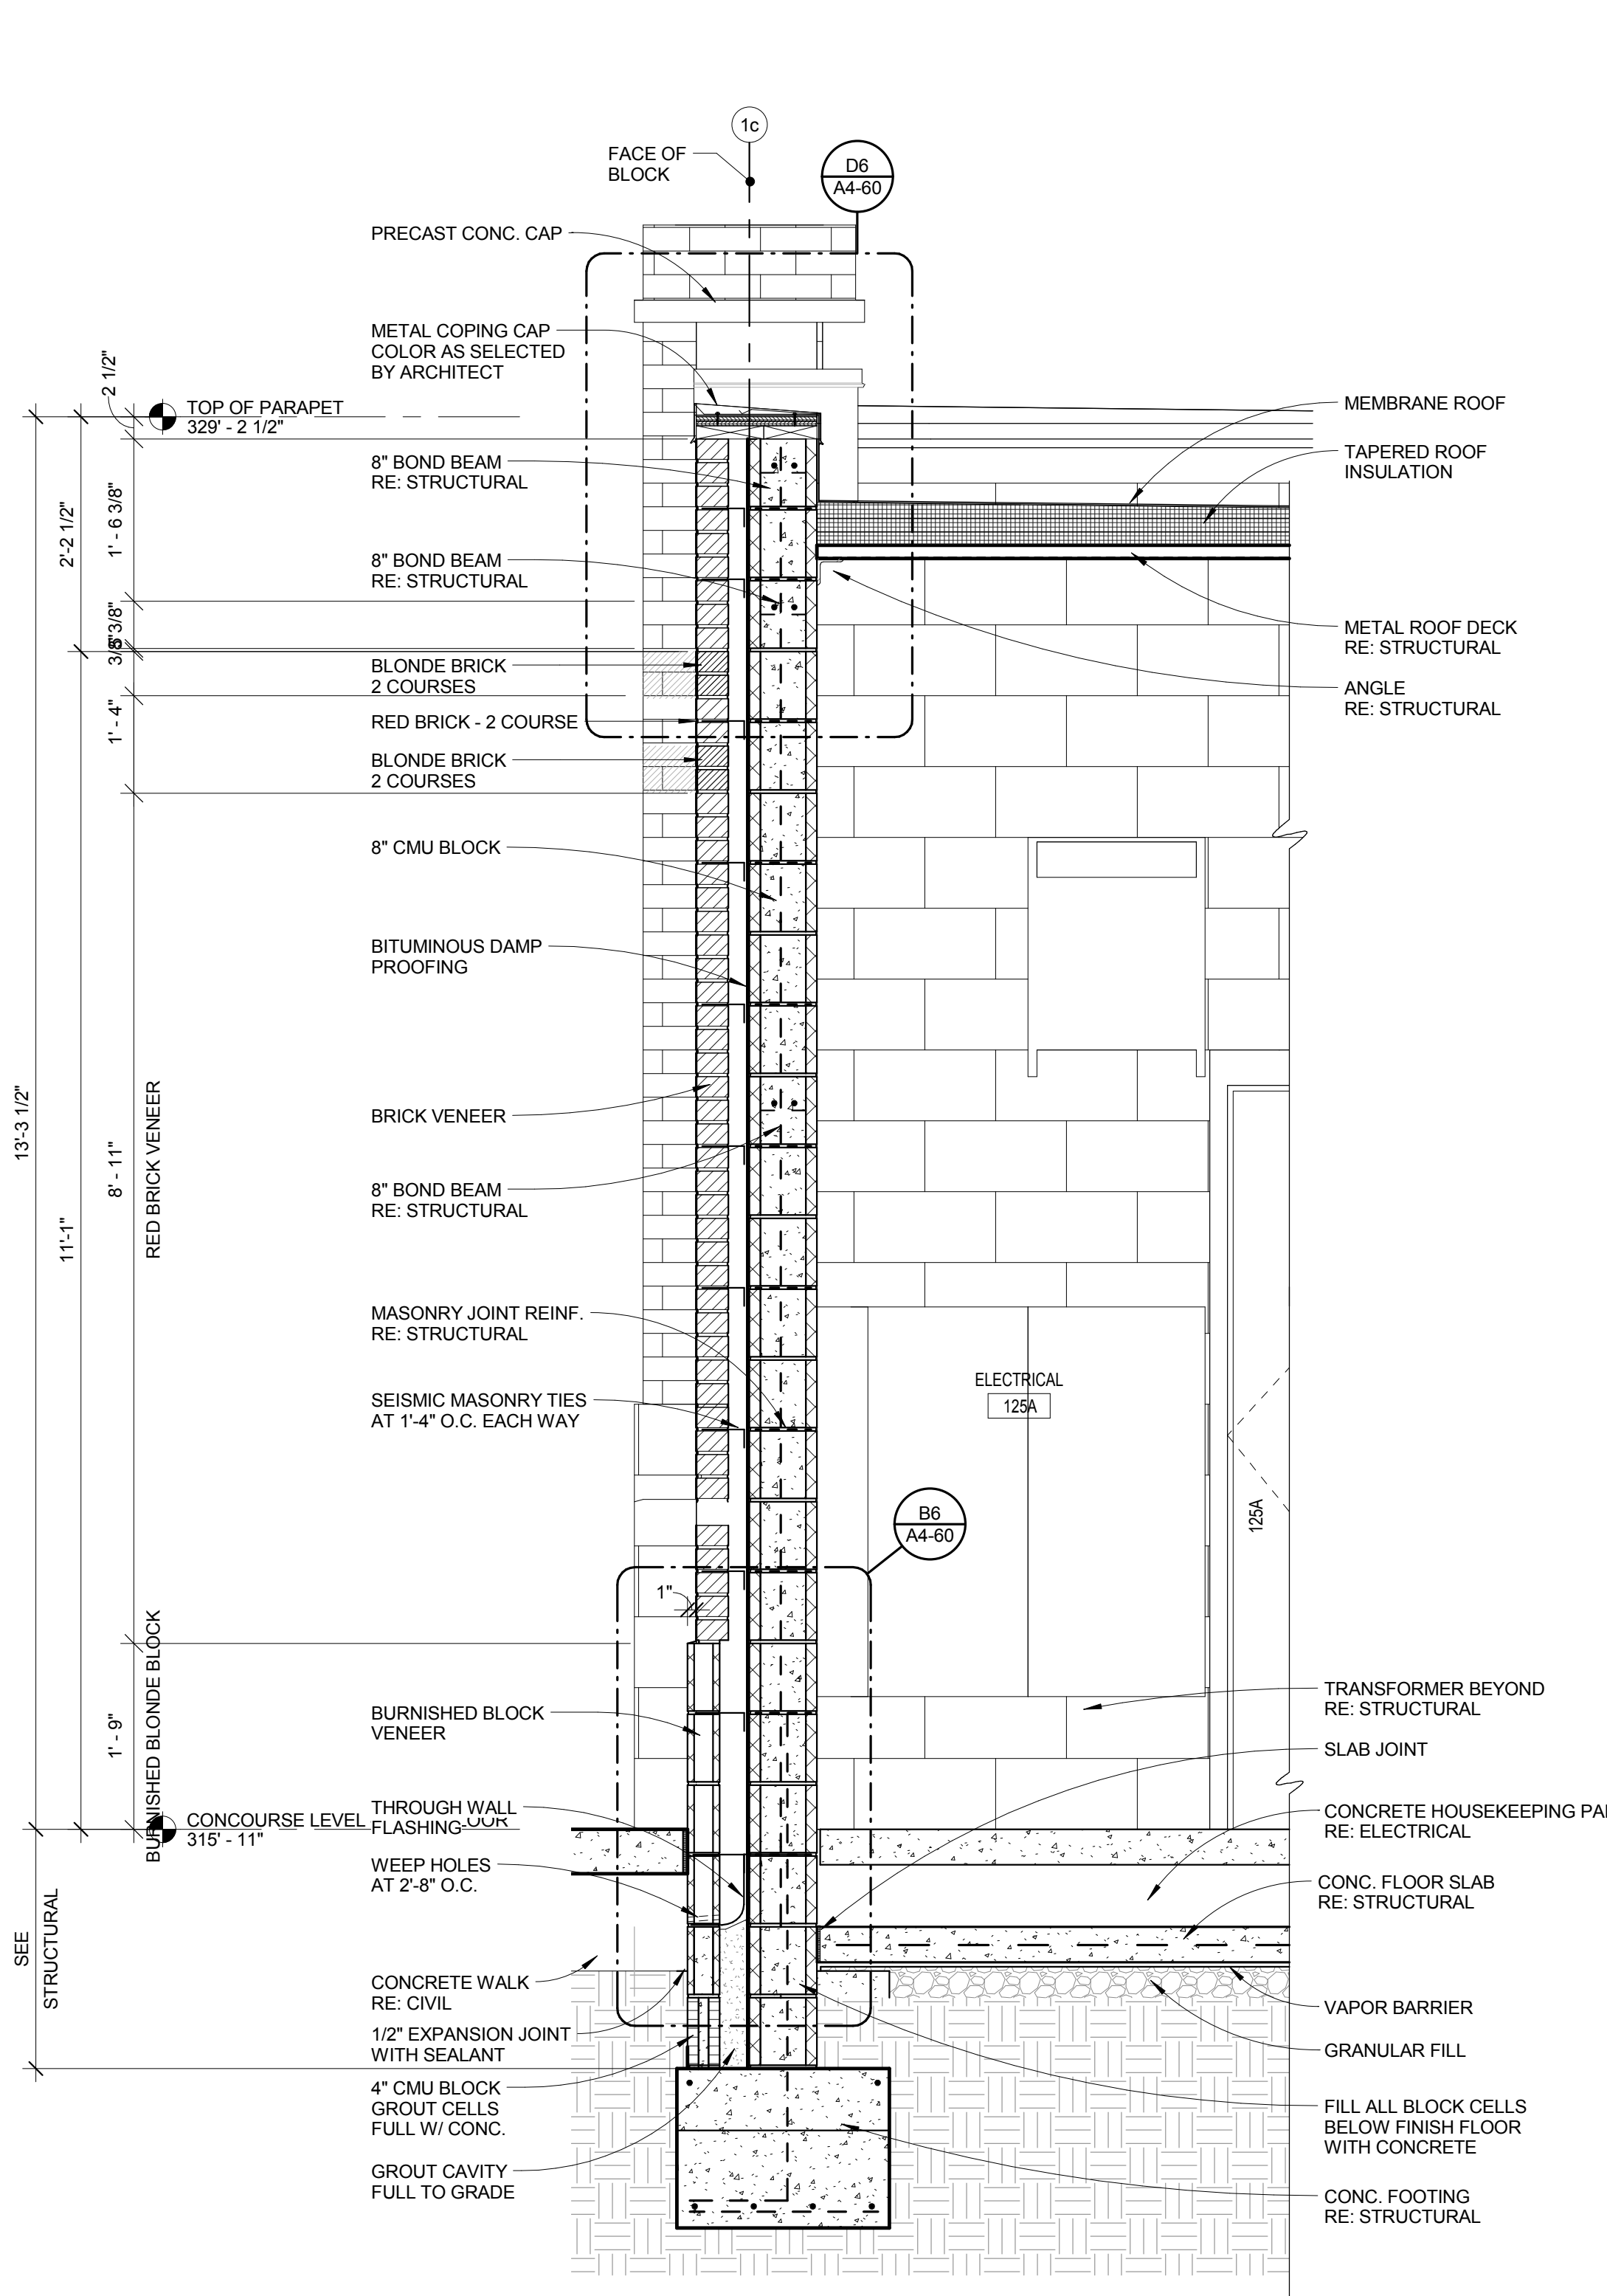 1c
FACE OF
BLOCK
D6
A4-60
PRECAST CONC. CAP
METAL COPING CAP
COLOR AS SELECTED
BY ARCHITECT
2 1/2"
TOP OF PARAPET
329' - 2 1/2"
8" BOND BEAM
RE: STRUCTURAL
2'-2 1/2"
1' - 6 3/8"
8" BOND BEAM
RE: STRUCTURAL
3/8"
BLONDE BRICK
2 COURSES
RED BRICK - 2 COURSE
1' - 4"
BLONDE BRICK
2 COURSES
8" CMU BLOCK
BITUMINOUS DAMP
PROOFING
13'-3 1/2"
11'-1"
8' - 11"
RED BRICK VENEER
BRICK VENEER
8" BOND BEAM
RE: STRUCTURAL
MASONRY JOINT REINF.
RE: STRUCTURAL
SEISMIC MASONRY TIES
AT 1'-4" O.C. EACH WAY
1"
1' - 9"
BURNISHED BLONDE BLOCK
BURNISHED BLOCK
VENEER
CONCOURSE LEVEL
315' - 11"
THROUGH WALL
FLASHING
WEEP HOLES
AT 2'-8" O.C.
SEE
STRUCTURAL
CONCRETE WALK
RE: CIVIL
1/2" EXPANSION JOINT
WITH SEALANT
4" CMU BLOCK
GROUT CELLS
FULL W/ CONC.
GROUT CAVITY
FULL TO GRADE
MEMBRANE ROOF
TAPERED ROOF
INSULATION
METAL ROOF DECK
RE: STRUCTURAL
ANGLE
RE: STRUCTURAL
ELECTRICAL
125A
125A
B6
A4-60
TRANSFORMER BEYOND
RE: STRUCTURAL
SLAB JOINT
CONCRETE HOUSEKEEPING PA
RE: ELECTRICAL
CONC. FLOOR SLAB
RE: STRUCTURAL
VAPOR BARRIER
GRANULAR FILL
FILL ALL BLOCK CELLS
BELOW FINISH FLOOR
WITH CONCRETE
CONC. FOOTING
RE: STRUCTURAL